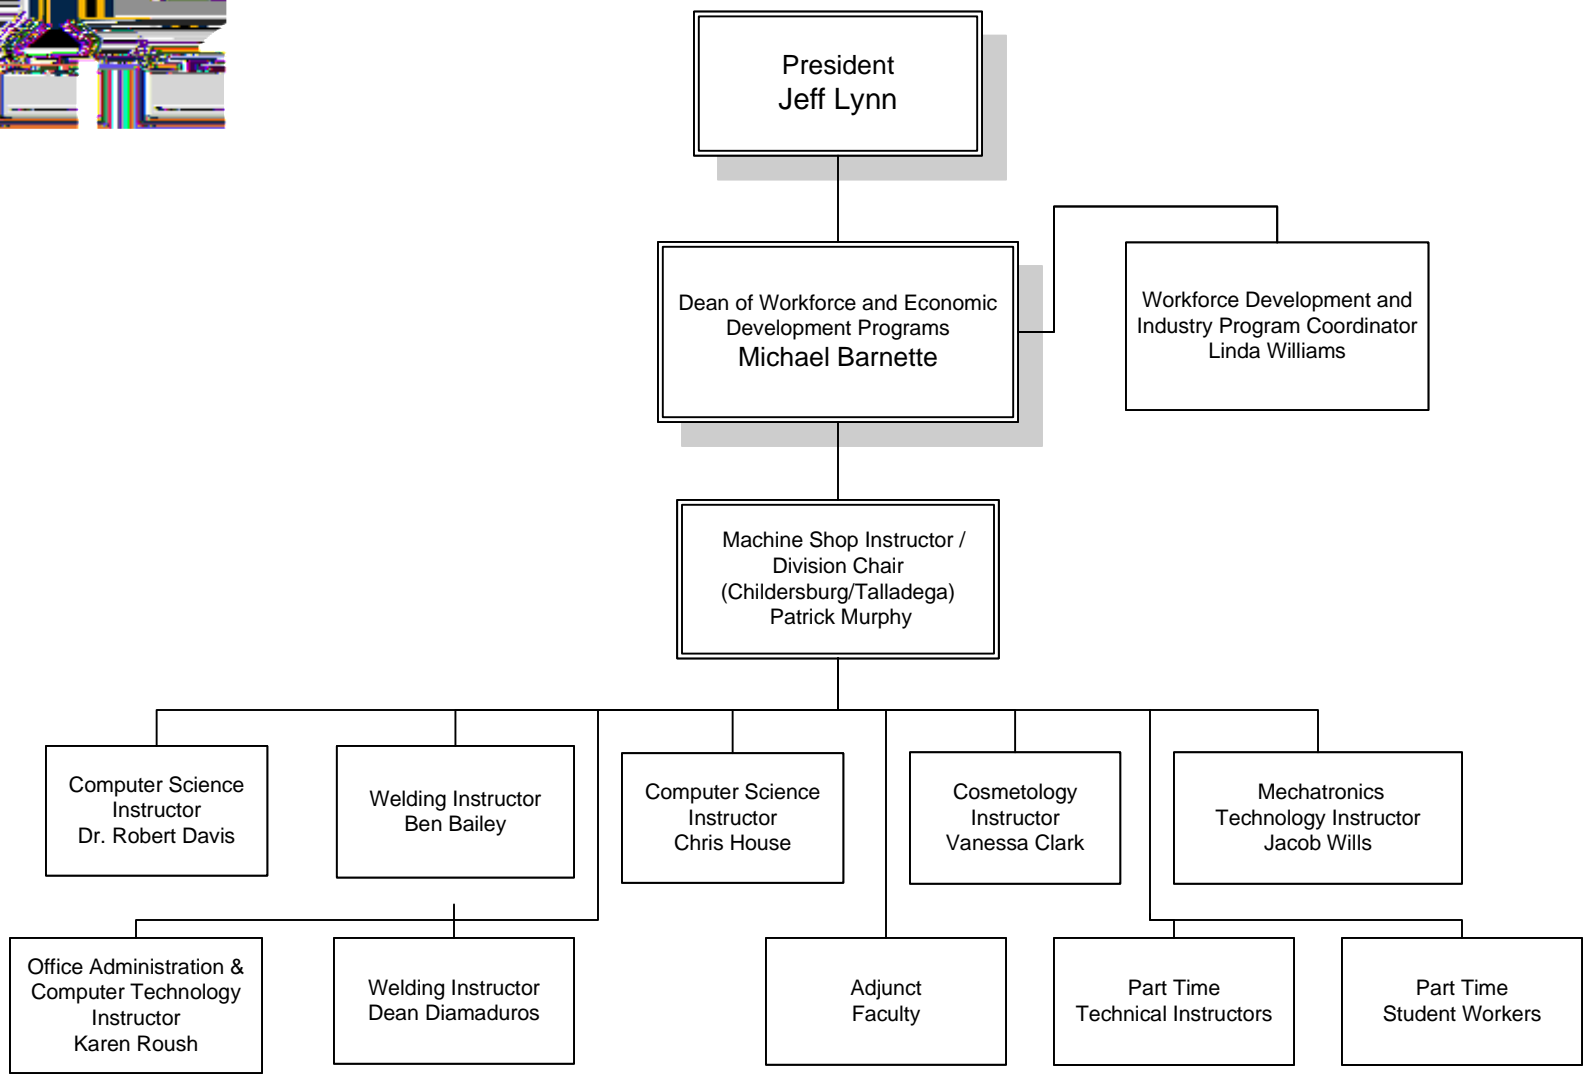 President
Jeff Lynn
Dean of Workforce and Economic
Development Programs
Michael Barnette
Workforce Development and
Industry Program Coordinator
Linda Williams
Machine Shop Instructor /
Division Chair
(Childersburg/Talladega)
Patrick Murphy
Computer Science
Instructor
Dr. Robert Davis
Welding Instructor
Ben Bailey
Computer Science
Instructor
Chris House
Cosmetology
Instructor
Vanessa Clark
Mechatronics
Technology Instructor
Jacob Wills
Office Administration &
Computer Technology
Instructor
Karen Roush
Welding Instructor
Dean Diamaduros
Adjunct
Faculty
Part Time
Technical Instructors
Part Time
Student Workers